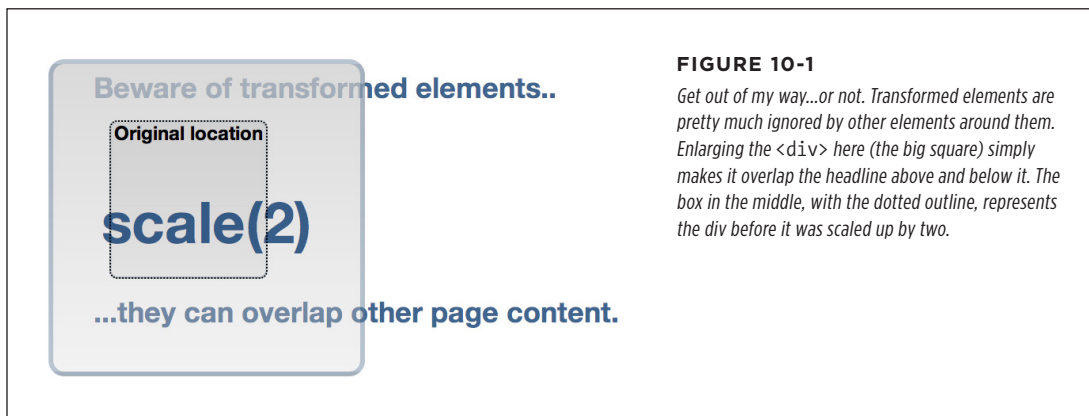 Beware of transformed elements..
Original location
scale(2)
...they can overlap other page content.
FIGURE 10-1
Get out of my way...or not. Transformed elements are
pretty much ignored by other elements around them.
Enlarging the <div> here (the big square) simply
makes it overlap the headline above and below it. The
box in the middle, with the dotted outline, represents
the div before it was scaled up by two.